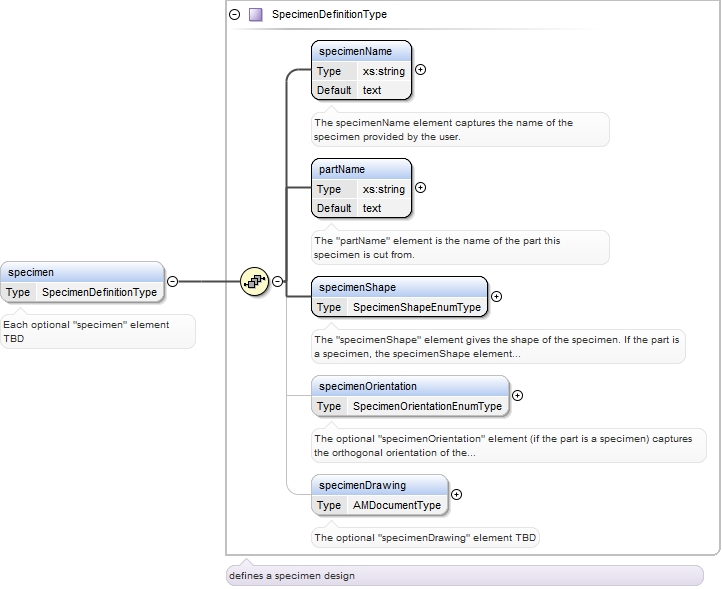 SpecimenDefinitionType
specimenName
Type xs:string
Default text
The specimenName element captures the name of the
specimen provided by the user.
partName
Type xs:string
Default text
The "partName" element is the name of the part this
specimen is cut from.
specimen
Type SpecimenDefinitionType
Each optional "specimen" element
TBD
specimenShape
Type SpecimenShapeEnumType
The "specimenShape" element gives the shape of the specimen. If the part is
a specimen, the specimenShape element...
specimenOrientation
Type SpecimenOrientationEnumType
The optional "specimenOrientation" element (if the part is a specimen) captures
the orthogonal orientation of the...
specimenDrawing
Type AMDocumentType
The optional "specimenDrawing" element TBD
defines a specimen design